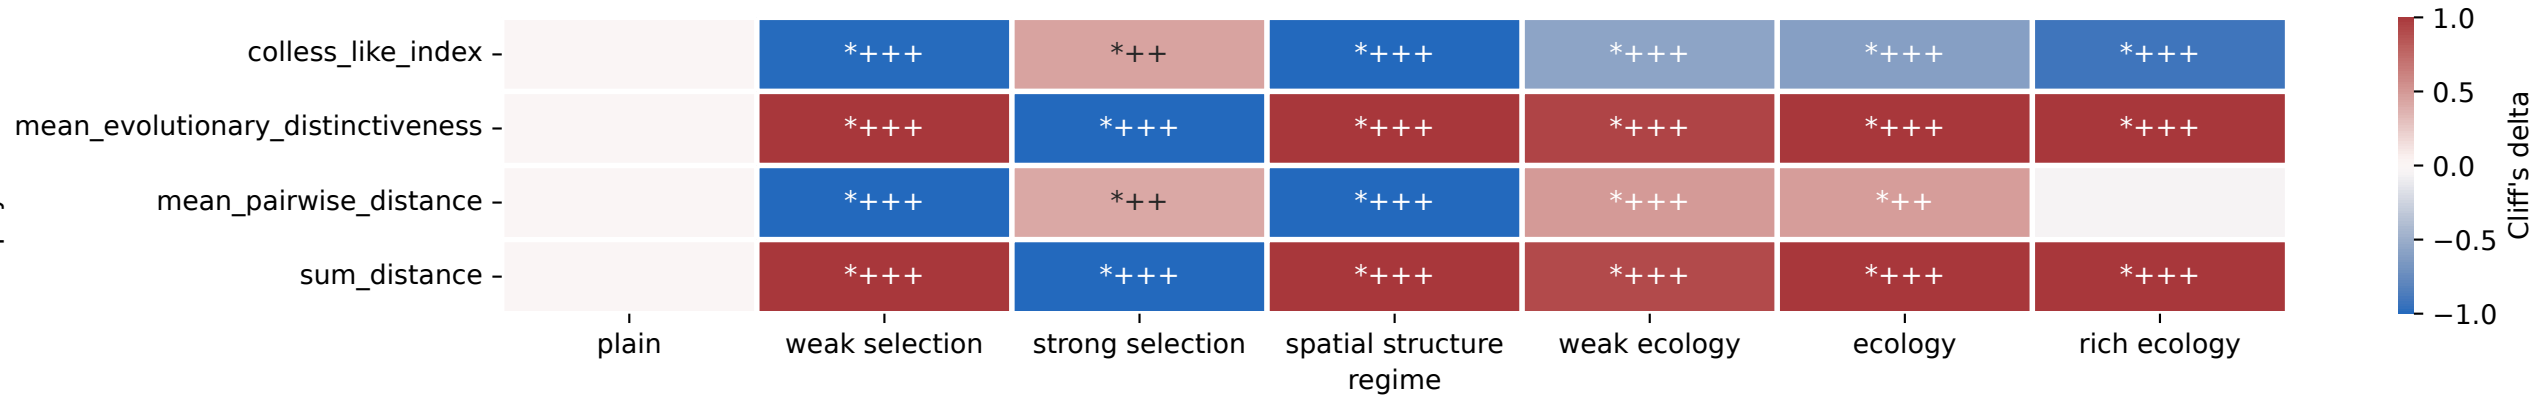 colless_like_index *+++ *++ *+++ *+++ *+++ *+++
mean_evolutionary_distinctiveness *+++ *+++ *+++ *+++ *+++ *+++
mean_pairwise_distance *+++ *++ *+++ *+++ *++
sum_distance *+++ *+++ *+++ *+++ *+++ *+++
plain weak selection strong selection spatial structure weak ecology ecology rich ecology
regime
1.0
0.5
0.0
−0.5
−1.0
Cliff's delta